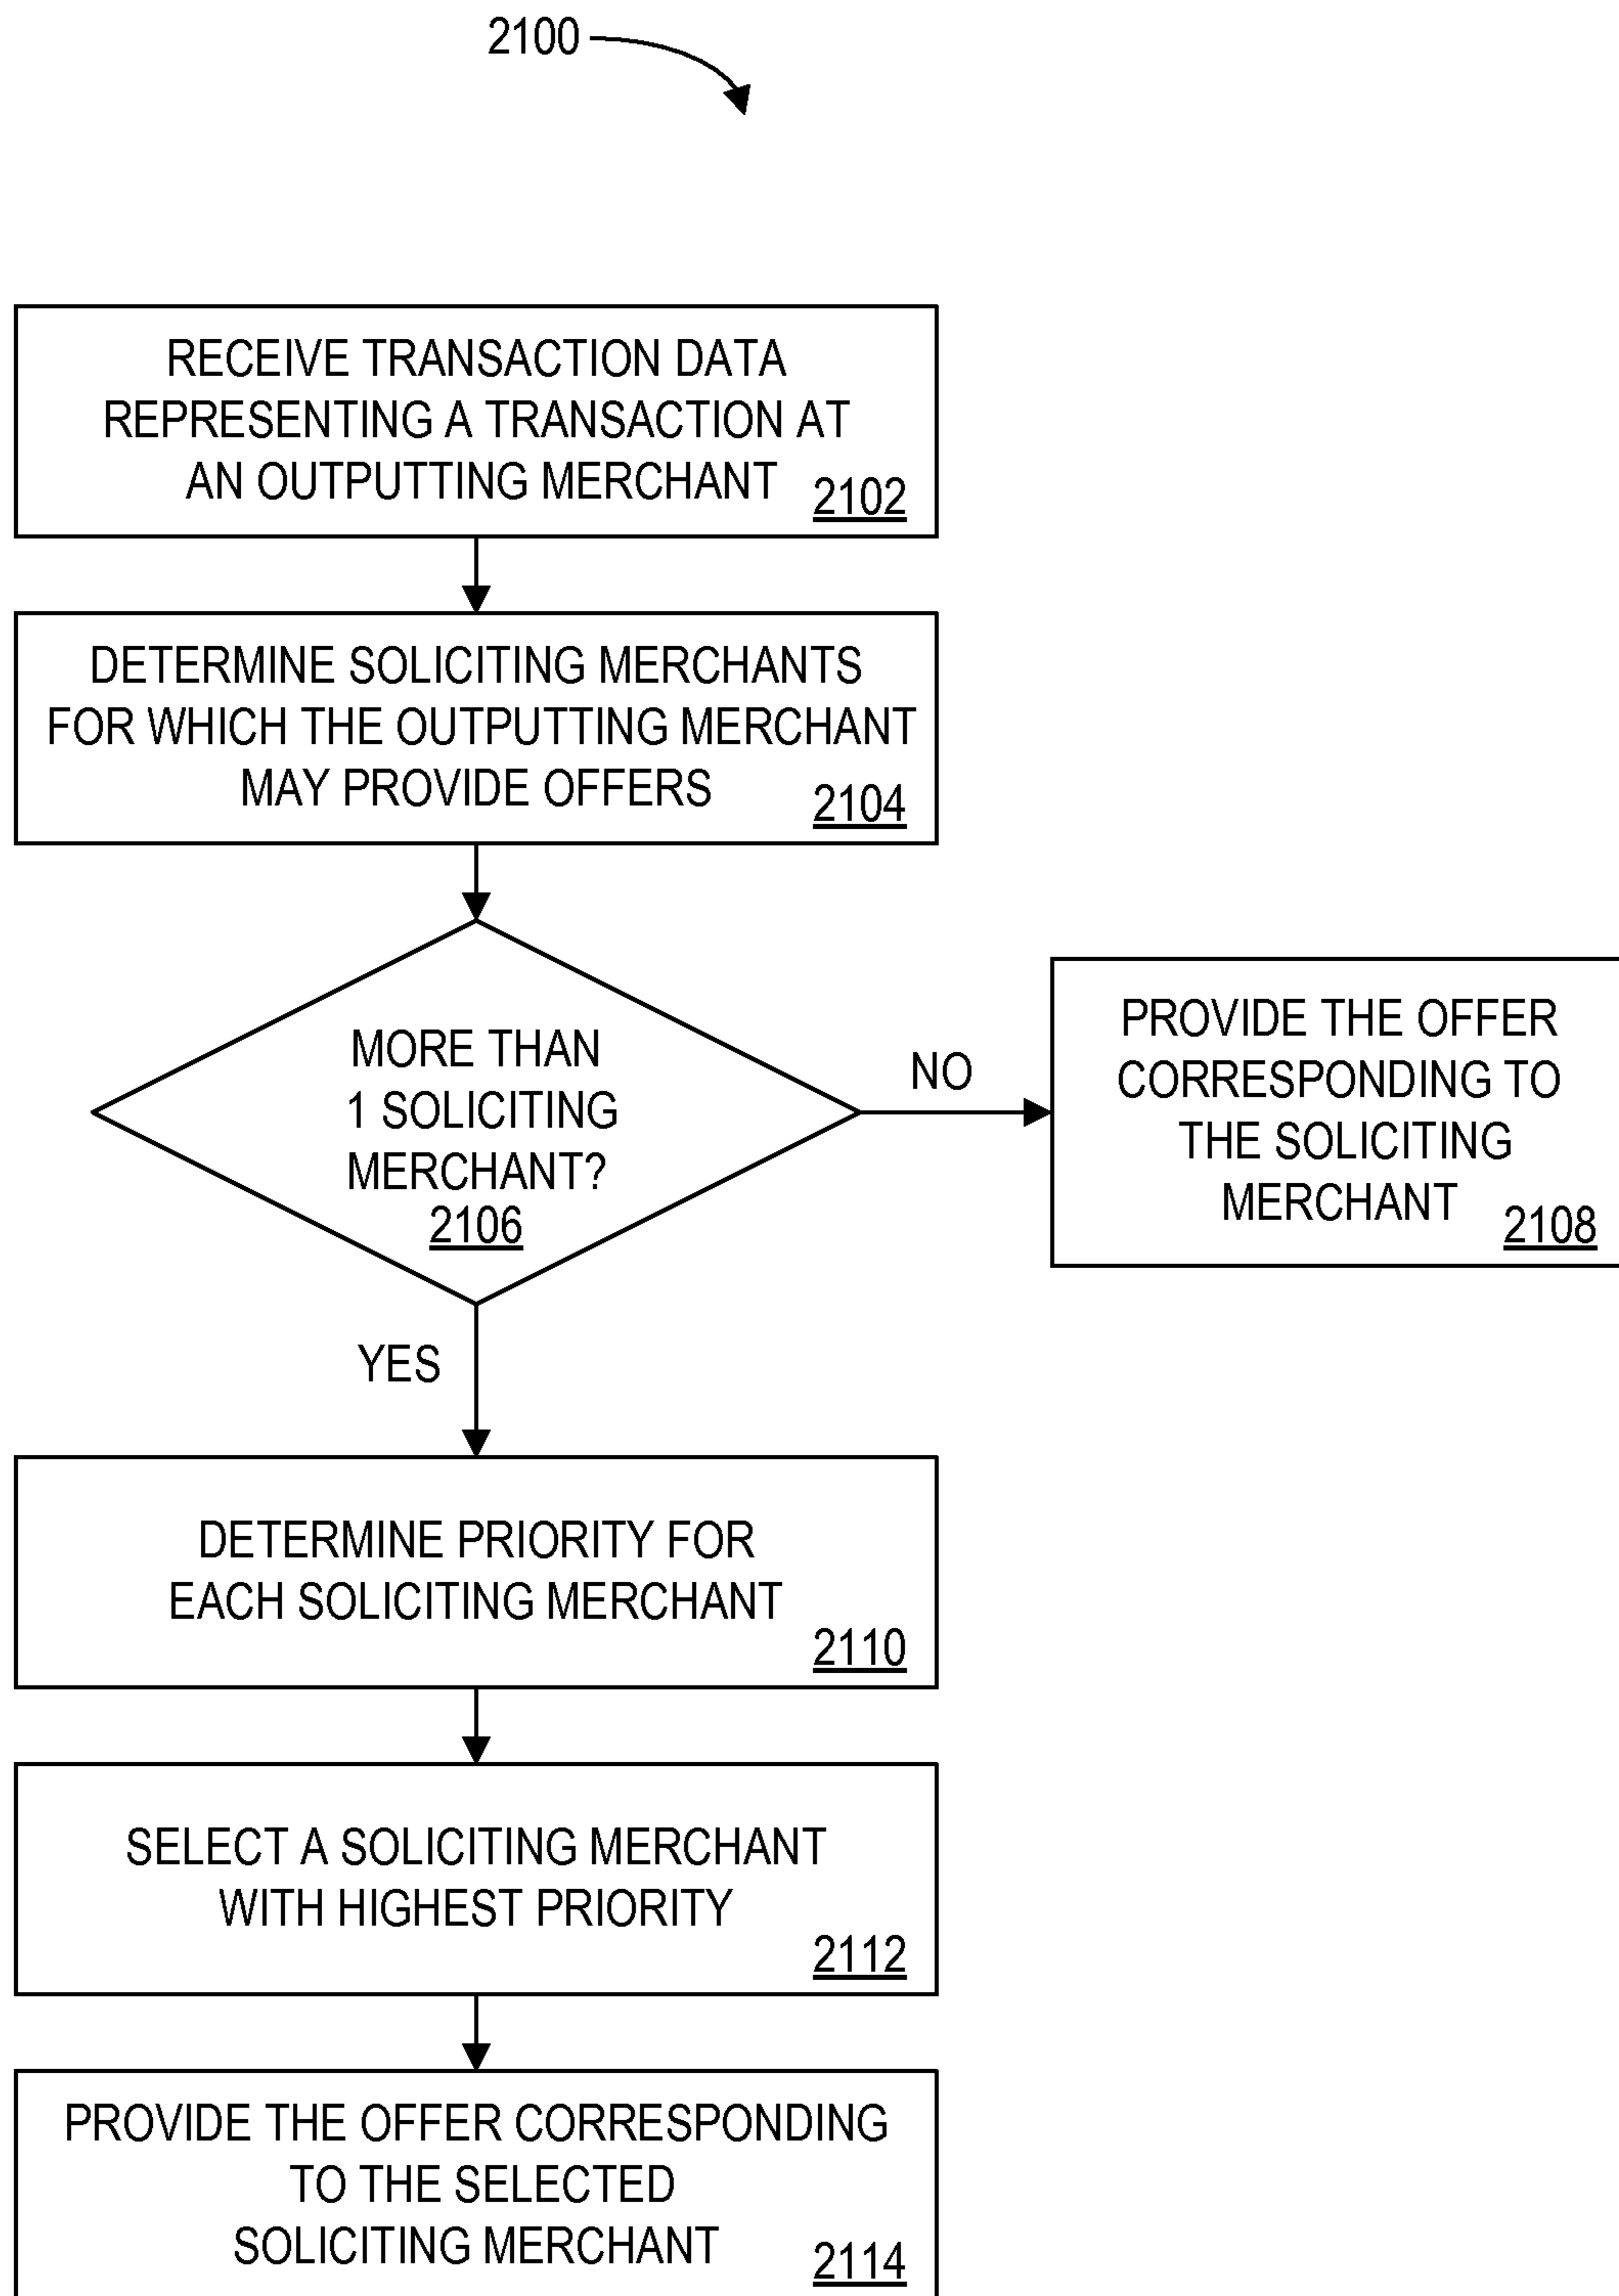 2100
RECEIVE TRANSACTION DATA
REPRESENTING A TRANSACTION AT
AN OUTPUTTING MERCHANT
2102
DETERMINE SOLICITING MERCHANTS
FOR WHICH THE OUTPUTTING MERCHANT
MAY PROVIDE OFFERS
2104
MORE THAN
1 SOLICITING
MERCHANT?
2106
NO
PROVIDE THE OFFER
CORRESPONDING TO
THE SOLICITING
MERCHANT
2108
YES
DETERMINE PRIORITY FOR
EACH SOLICITING MERCHANT
2110
SELECT A SOLICITING MERCHANT
WITH HIGHEST PRIORITY
2112
PROVIDE THE OFFER CORRESPONDING
TO THE SELECTED
SOLICITING MERCHANT
2114